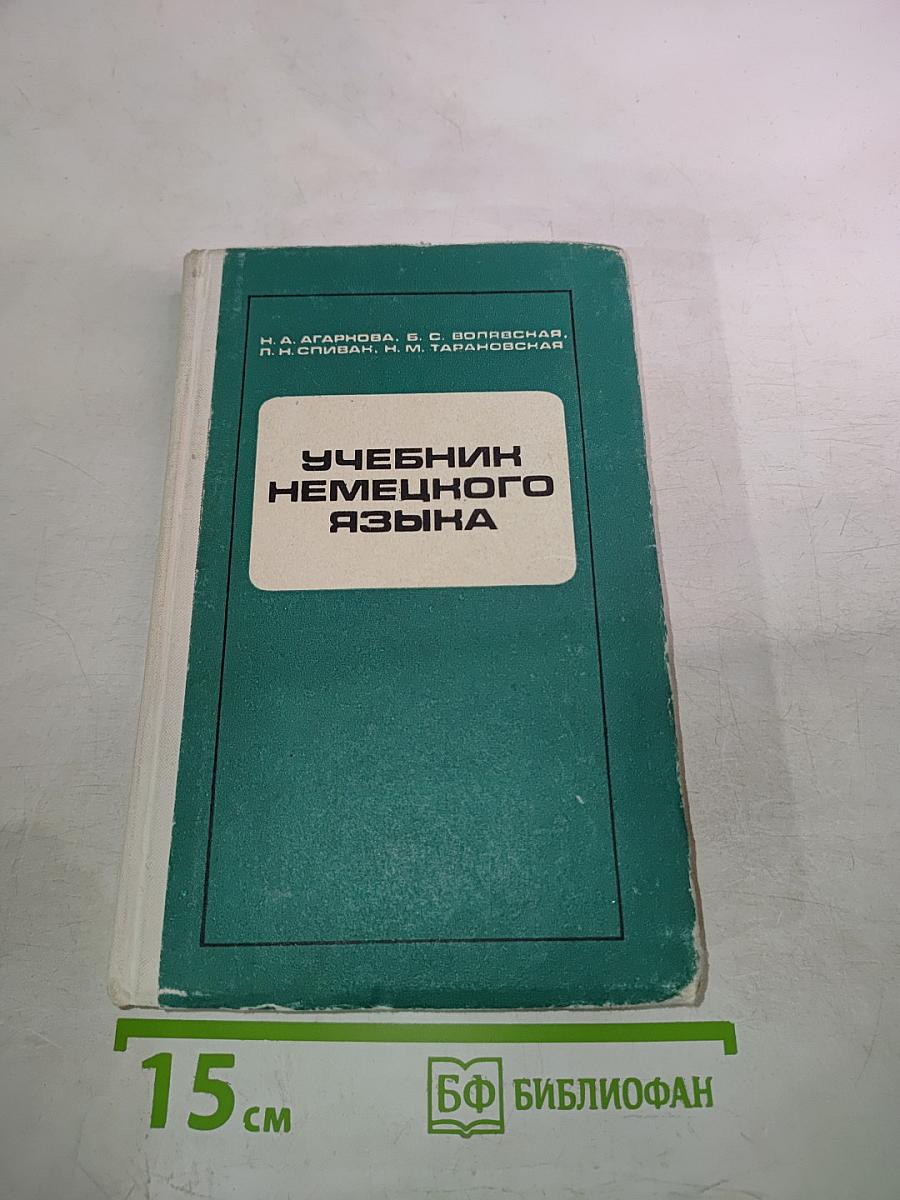 Н. А. АГАРКОВА, Б. С. ВОЛЯВСКАЯ,
Л. Н. СПИВАК, Н. М. ТАРАНОВСКАЯ
УЧЕБНИК
НЕМЕЦКОГО
ЯЗЫКА
15 см
БФ БИБЛИОФАН